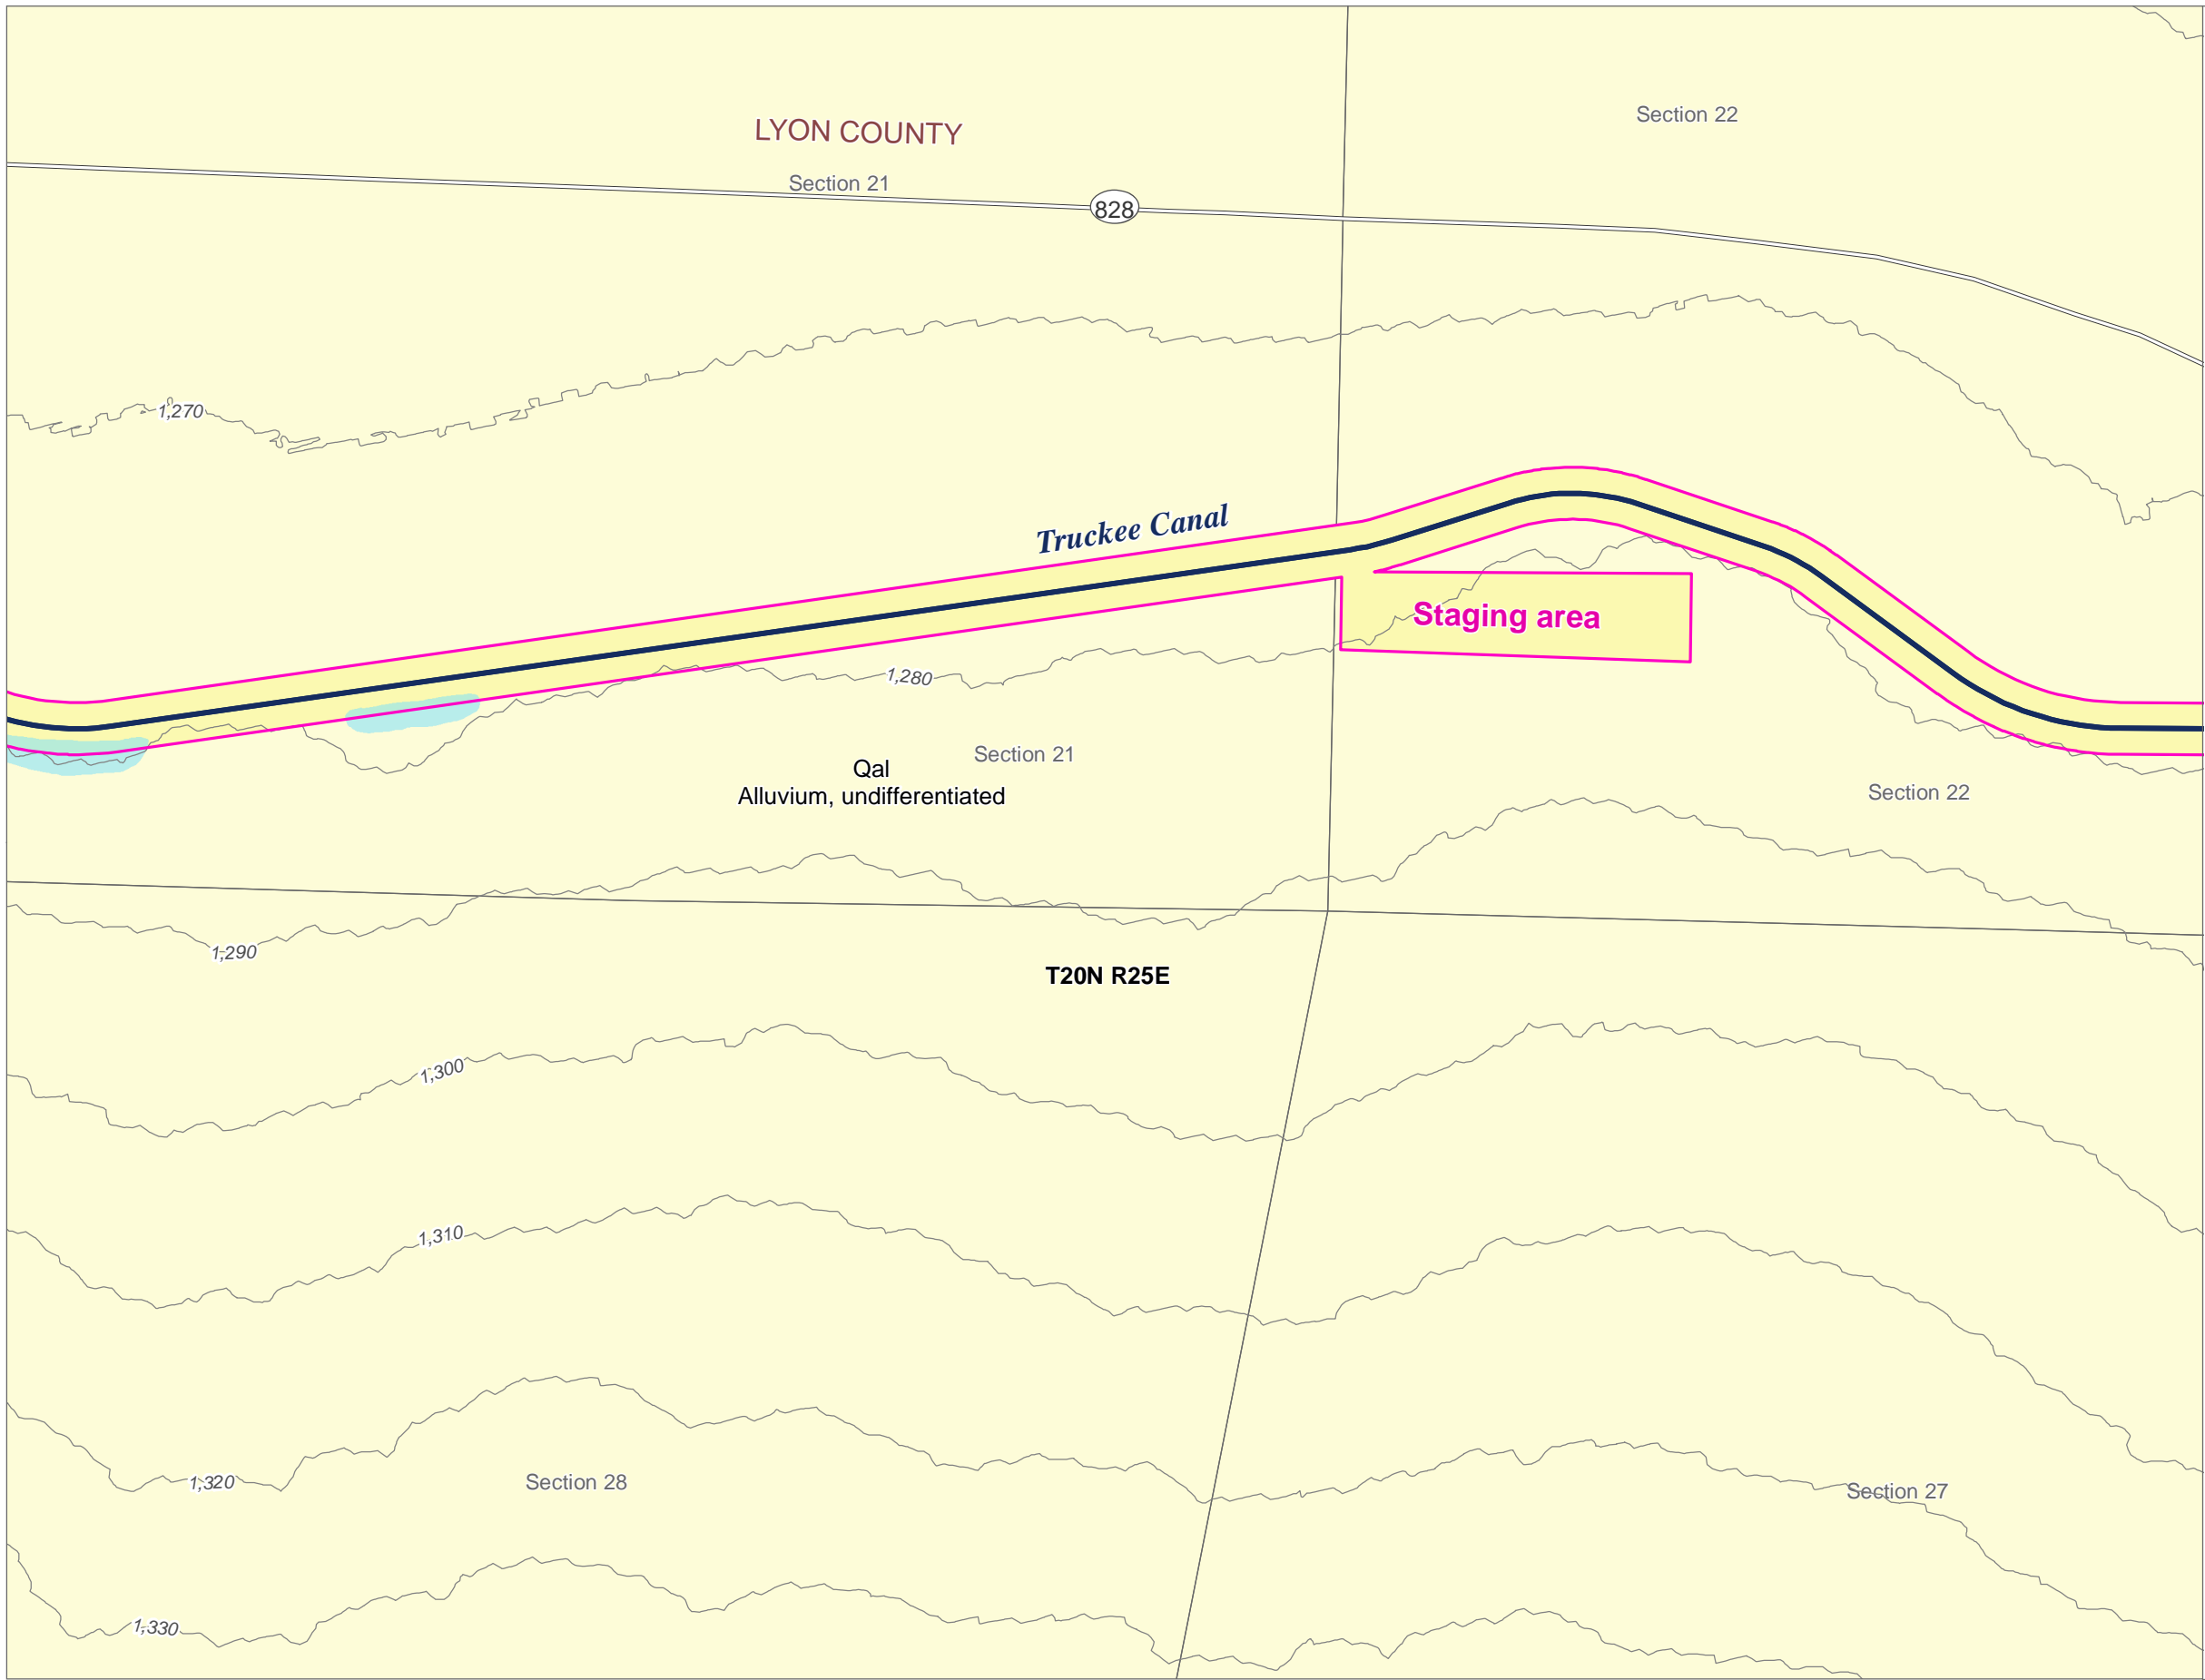 Section 22
LYON COUNTY
Section 21
828
1,270
Truckee Canal
Staging area
1,280
Section 21
Qal
Alluvium, undifferentiated
Section 22
1,290
T20N R25E
1,300
1,310
1,320
Section 28
Section 27
1,330